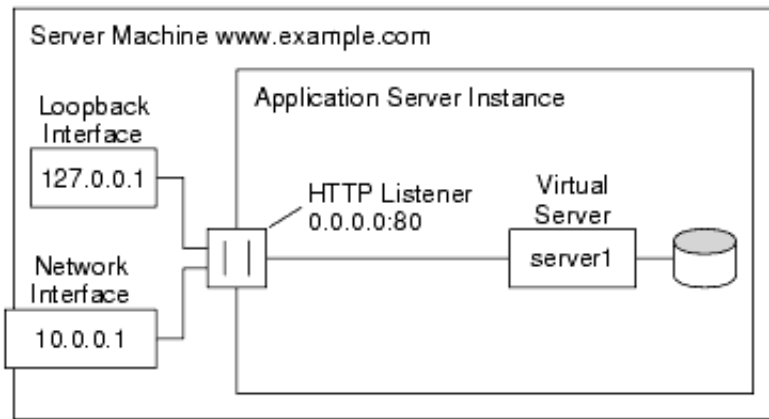 Server Machine www.example.com
Application Server Instance
Loopback
Interface
127.0.0.1
HTTP Listener
0.0.0.0:80
Virtual
Server
server1
Network
Interface
10.0.0.1